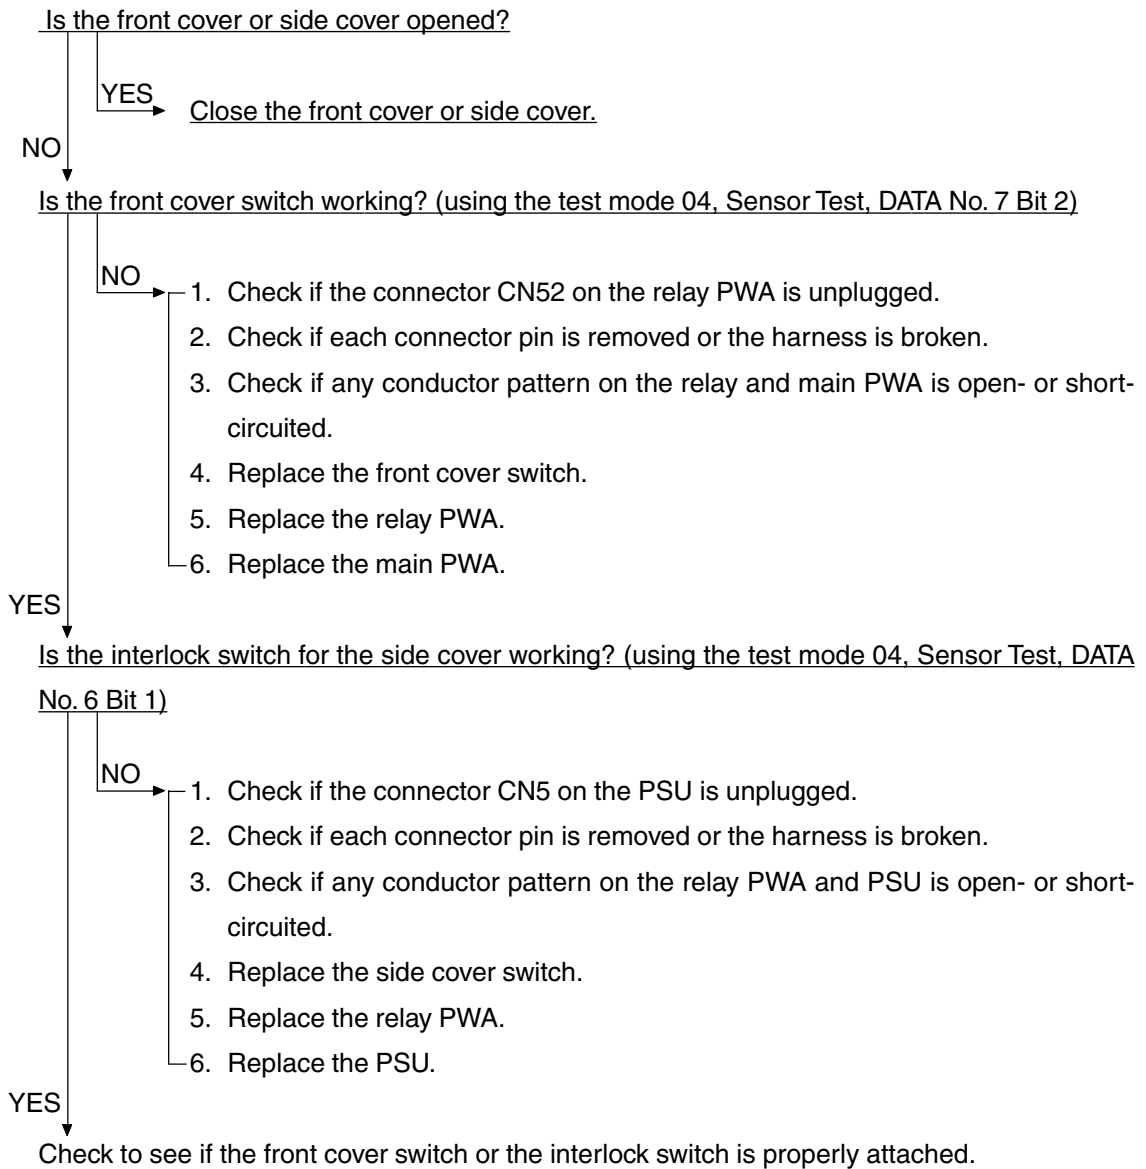 Is the front cover or side cover opened?
YES
Close the front cover or side cover.
NO
Is the front cover switch working? (using the test mode 04, Sensor Test, DATA No. 7 Bit 2)
NO
1. Check if the connector CN52 on the relay PWA is unplugged.
2. Check if each connector pin is removed or the harness is broken.
3. Check if any conductor pattern on the relay and main PWA is open- or short-
circuited.
4. Replace the front cover switch.
5. Replace the relay PWA.
6. Replace the main PWA.
YES
Is the interlock switch for the side cover working? (using the test mode 04, Sensor Test, DATA
No. 6 Bit 1)
NO
1. Check if the connector CN5 on the PSU is unplugged.
2. Check if each connector pin is removed or the harness is broken.
3. Check if any conductor pattern on the relay PWA and PSU is open- or short-
circuited.
4. Replace the side cover switch.
5. Replace the relay PWA.
6. Replace the PSU.
YES
Check to see if the front cover switch or the interlock switch is properly attached.